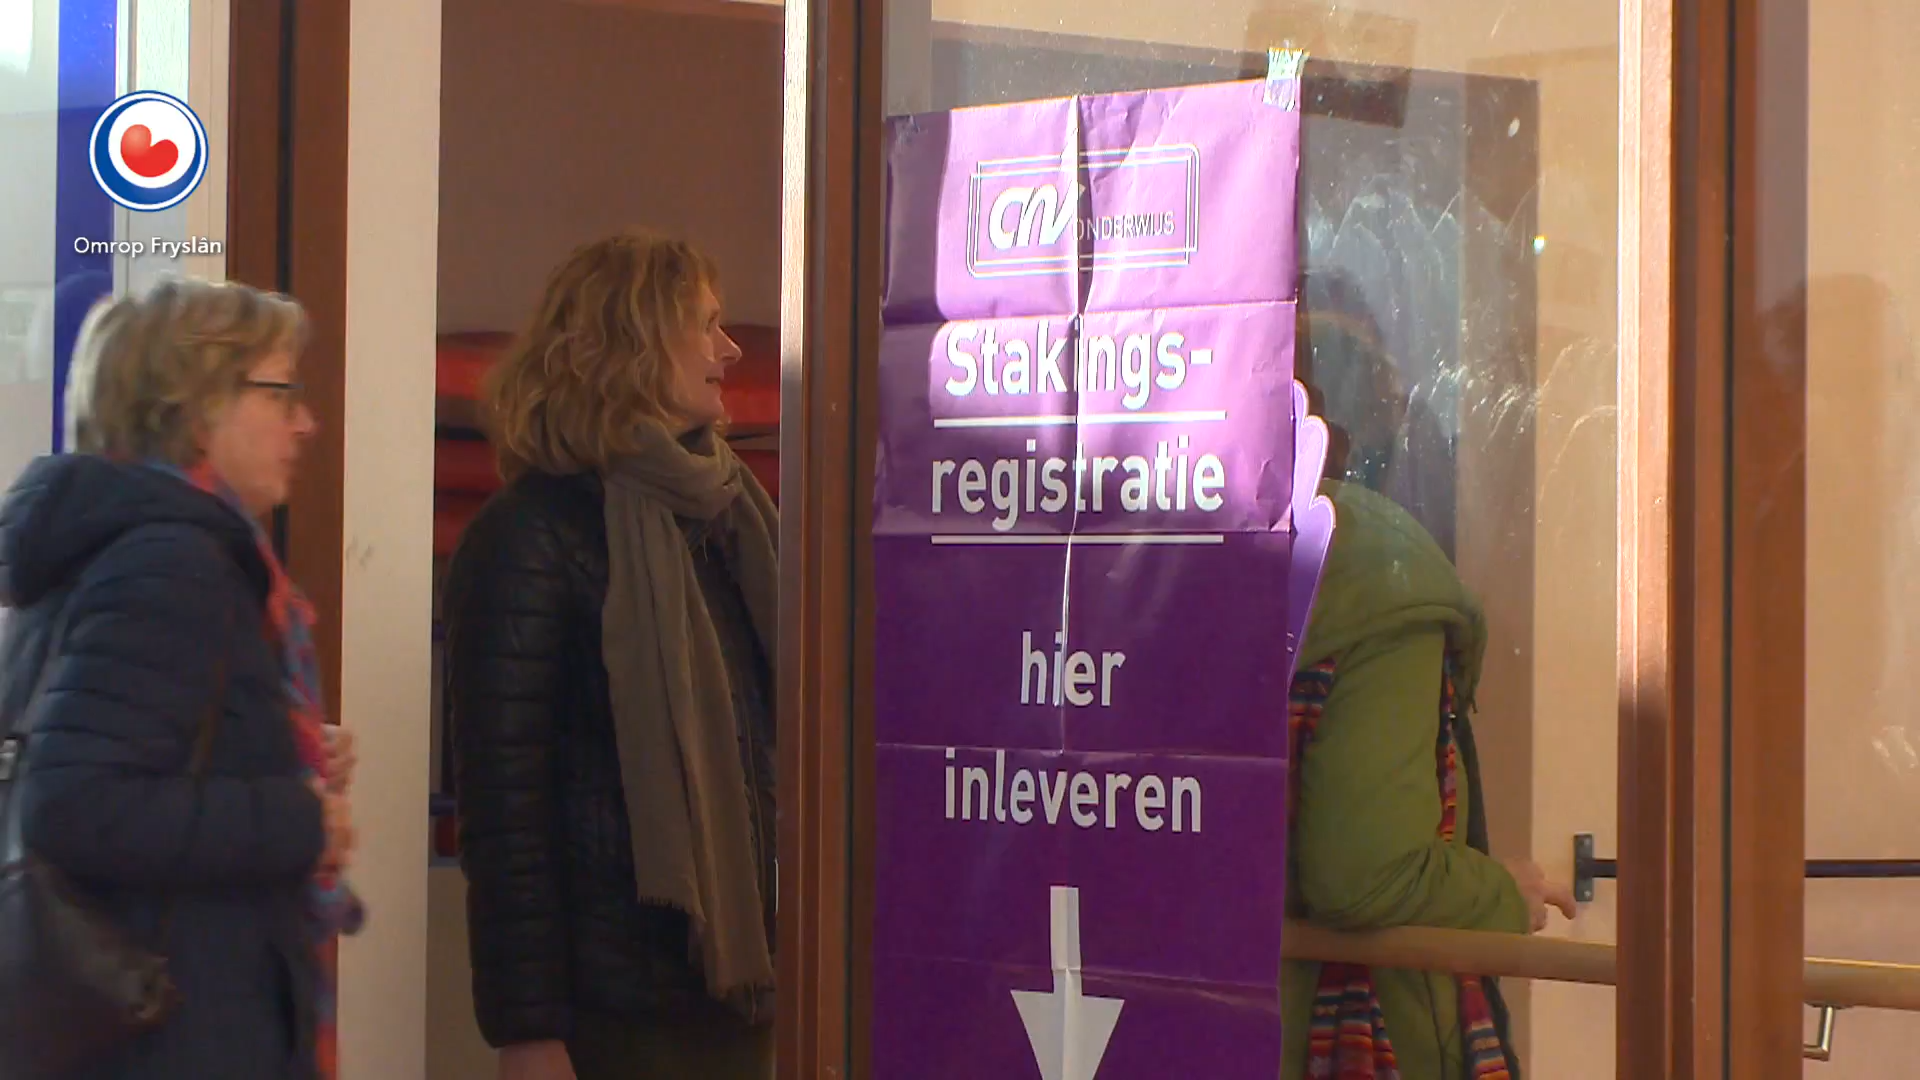 Omrop Fryslân
CNV ONDERWIJS
Stakings-
registratie
hier
inleveren